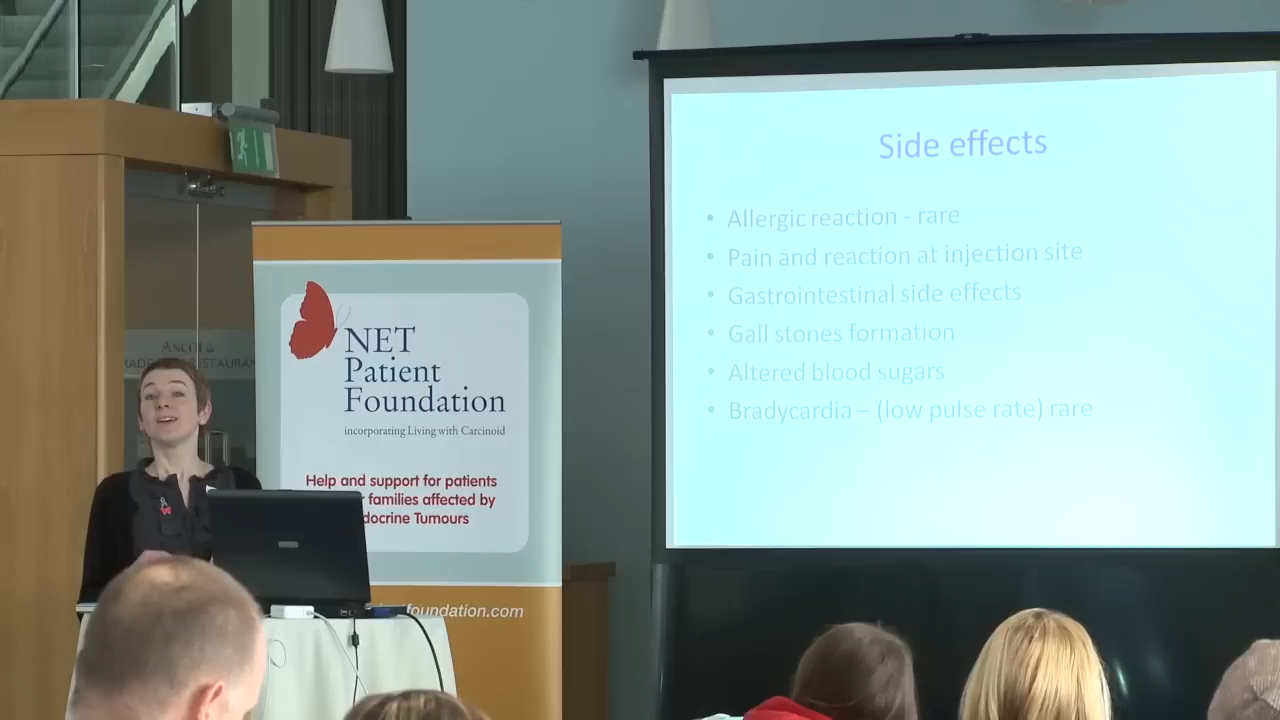 Side effects
• Allergic reaction - rare
• Pain and reaction at injection site
• Gastrointestinal side effects
• Gall stones formation
• Altered blood sugars
• Bradycardia – (low pulse rate) rare
NET
Patient
Foundation
incorporating Living with Carcinoid
Help and support for patients
families affected by
docrine Tumours
foundation.com
ASCOT